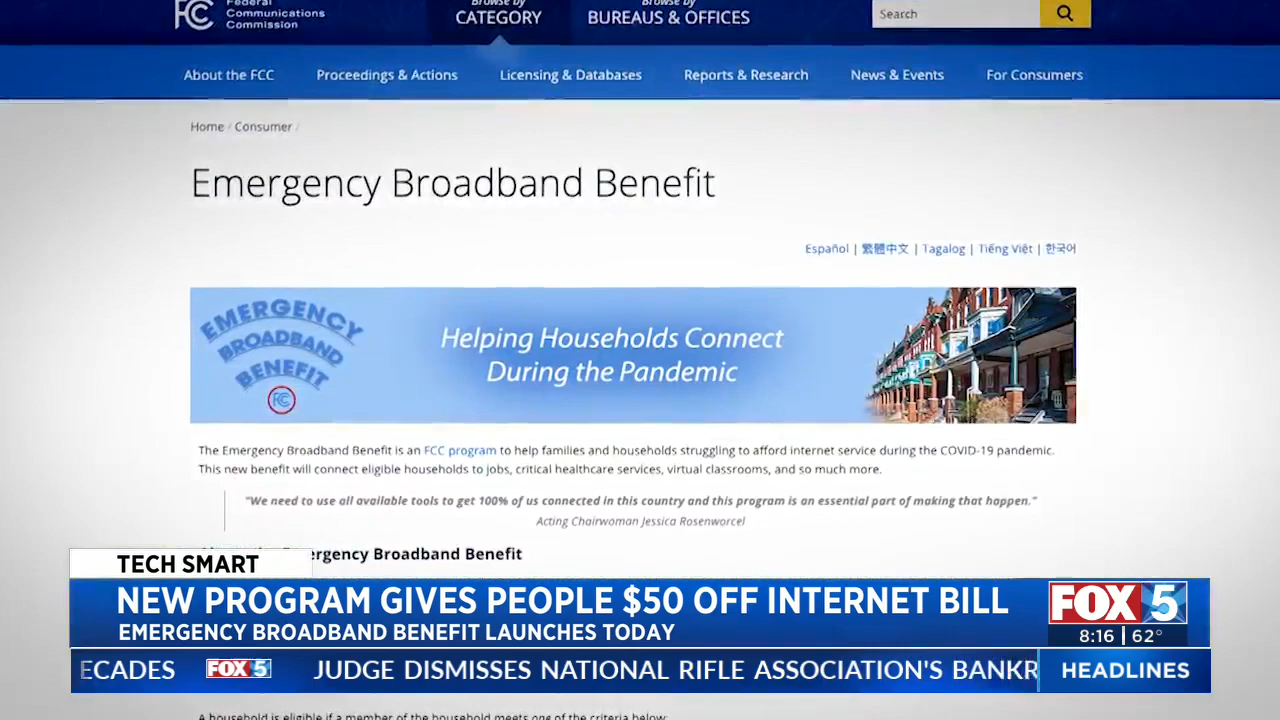 Federal
Communications
Commission
FCC
Browse by
CATEGORY
Browse by
BUREAUS & OFFICES
Search
About the FCC
Proceedings & Actions
Licensing & Databases
Reports & Research
News & Events
For Consumers
Home / Consumer /
Emergency Broadband Benefit
Español | 繁體中文 | Tagalog | Tiếng Việt | 한국어
EMERGENCY
BROADBAND
BENEFIT
FCC
Helping Households Connect
During the Pandemic
The Emergency Broadband Benefit is an FCC program to help families and households struggling to afford internet service during the COVID-19 pandemic.
This new benefit will connect eligible households to jobs, critical healthcare services, virtual classrooms, and so much more.
"We need to use all available tools to get 100% of us connected in this country and this program is an essential part of making that happen."
Acting Chairwoman Jessica Rosenworcel
ergency Broadband Benefit
TECH SMART
NEW PROGRAM GIVES PEOPLE $50 OFF INTERNET BILL
EMERGENCY BROADBAND BENEFIT LAUNCHES TODAY
FOX 5
8:16 | 62°
ECADES FOX 5 JUDGE DISMISSES NATIONAL RIFLE ASSOCIATION'S BANKR
HEADLINES
A household is eligible if a member of the household meets one of the criteria below: